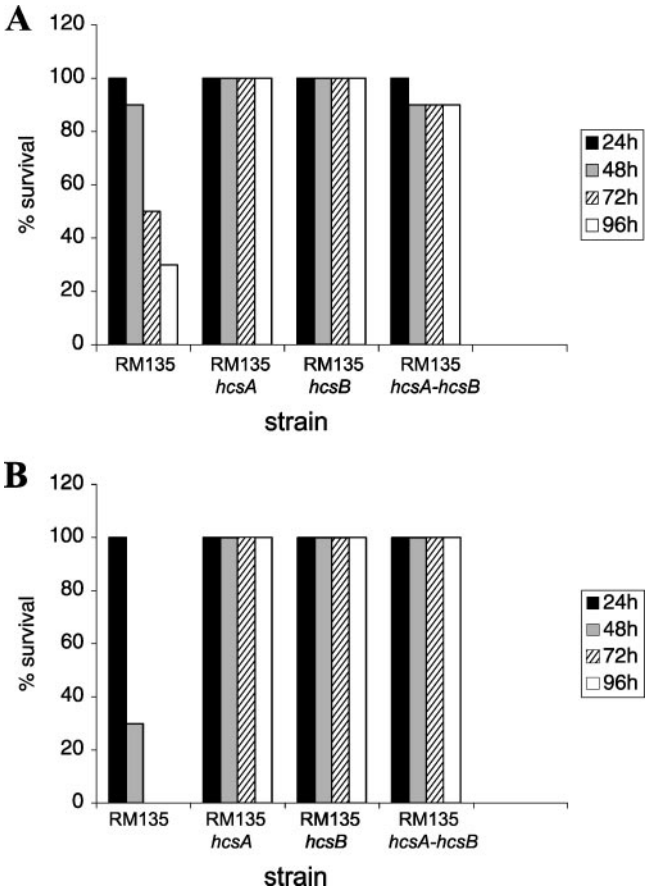 A
120
100
80
60
40
20
0
% survival
24h
48h
72h
96h
RM135 RM135 RM135 RM135
hcsA hcsB hcsA-hcsB
strain
B
120
100
80
60
40
20
0
% survival
24h
48h
72h
96h
RM135 RM135 RM135 RM135
hcsA hcsB hcsA-hcsB
strain